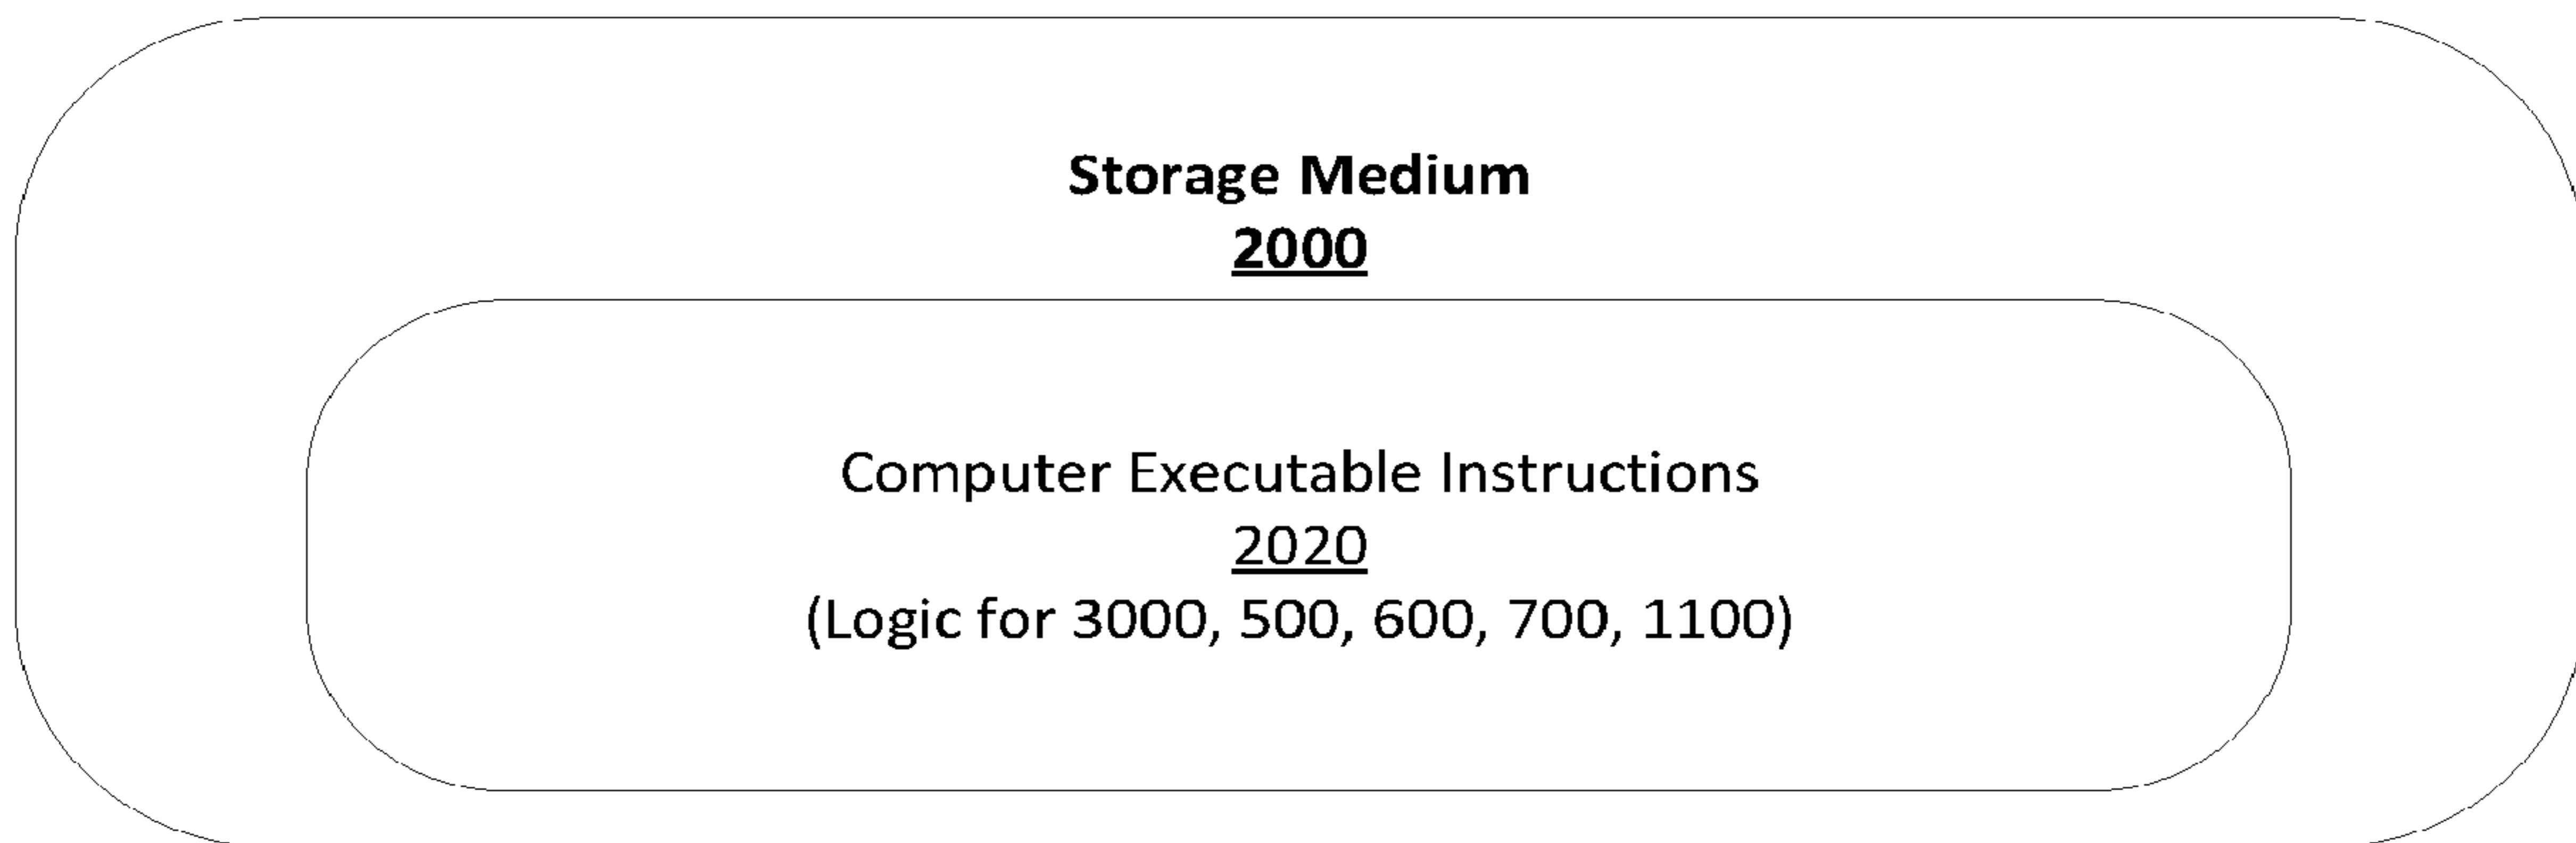 Storage Medium
2000
Computer Executable Instructions
2020
(Logic for 3000, 500, 600, 700, 1100)